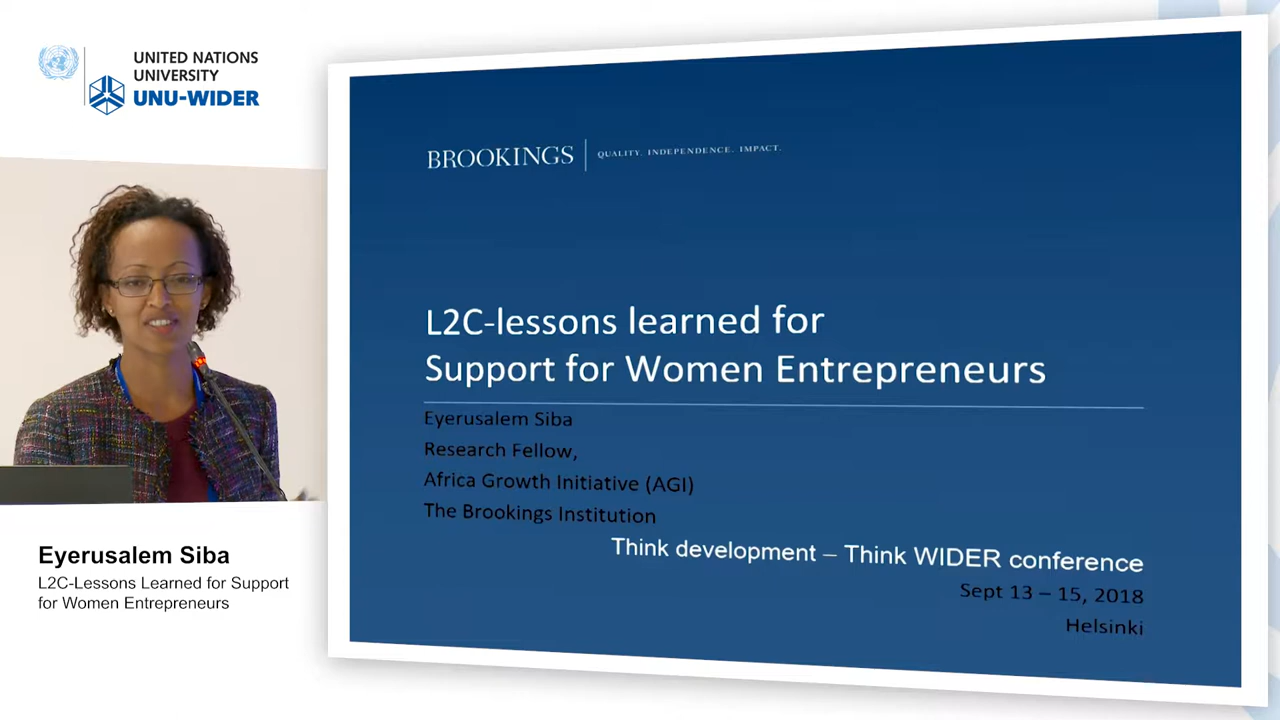 UNITED NATIONS
UNIVERSITY
UNU-WIDER
Eyerusalem Siba
L2C-Lessons Learned for Support
for Women Entrepreneurs
BROOKINGS
QUALITY. INDEPENDENCE. IMPACT.
L2C-lessons learned for
Support for Women Entrepreneurs
Eyerusalem Siba
Research Fellow,
Africa Growth Initiative (AGI)
The Brookings Institution
Think development – Think WIDER conference
Sept 13 – 15, 2018
Helsinki